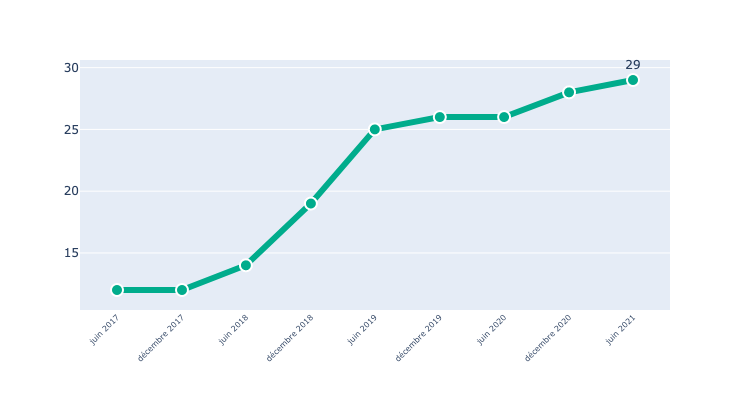 29
30
25
20
15
juin 2017
décembre 2017
juin 2018
décembre 2018
juin 2019
décembre 2019
juin 2020
décembre 2020
juin 2021